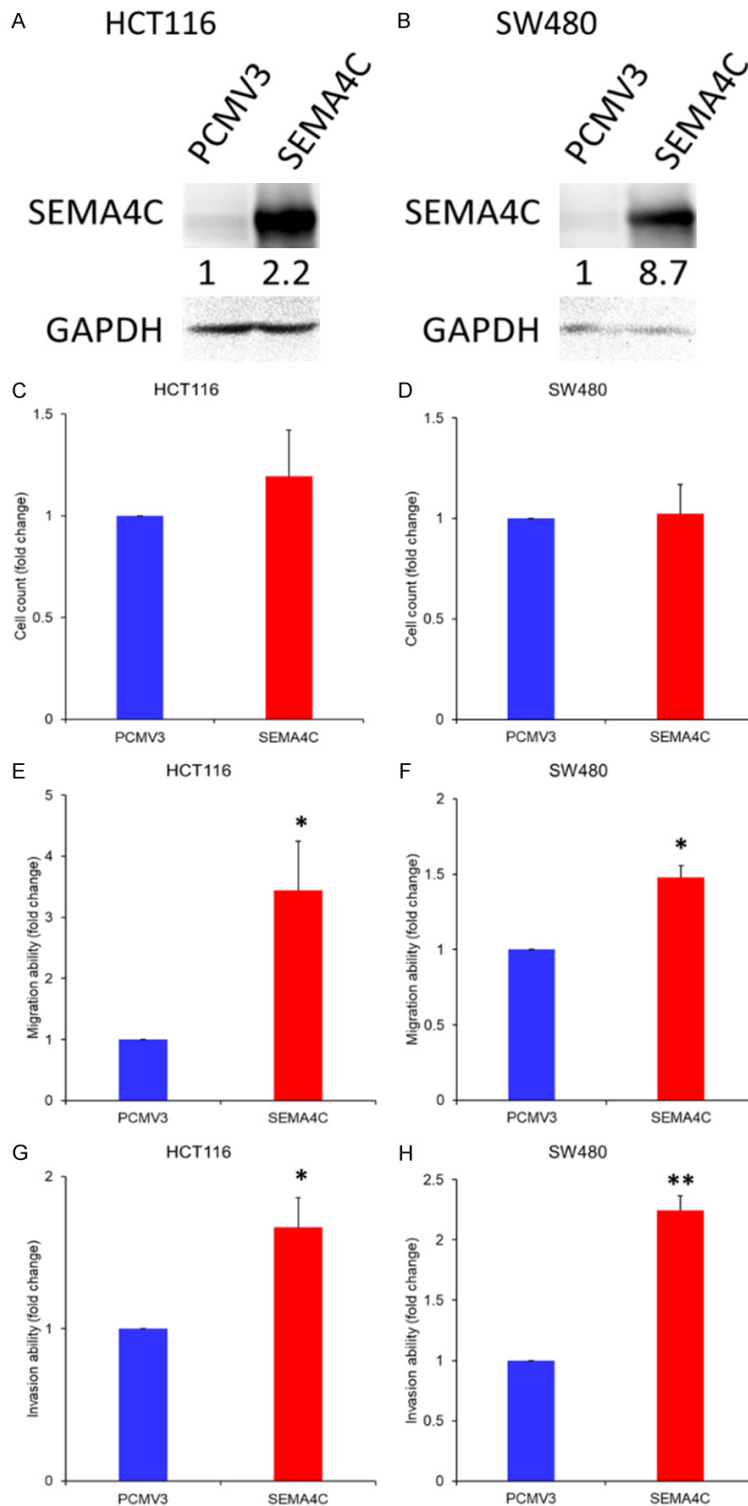 A HCT116
PCMV3 SEMA4C
SEMA4C
1 2.2
GAPDH
B SW480
PCMV3 SEMA4C
SEMA4C
1 8.7
GAPDH
C HCT116
Cell count (fold change)
1.5
1
0.5
0
PCMV3 SEMA4C
D SW480
Cell count (fold change)
1.5
1
0.5
0
PCMV3 SEMA4C
E HCT116
Migration ability (fold change)
5
4
3
2
1
0
PCMV3 SEMA4C
*
F SW480
Migration ability (fold change)
2
1.5
1
0.5
0
PCMV3 SEMA4C
*
G HCT116
Invasion ability (fold change)
2
1
0
PCMV3 SEMA4C
*
H SW480
Invasion ability (fold change)
2.5
2
1.5
1
0.5
0
PCMV3 SEMA4C
**